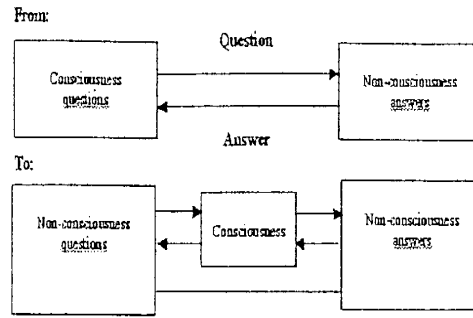 From:
Question
Consciousness
questions
Non-consciousness
answers
Answer
To:
Non-consciousness
questions
Consciousness
Non-consciousness
answers